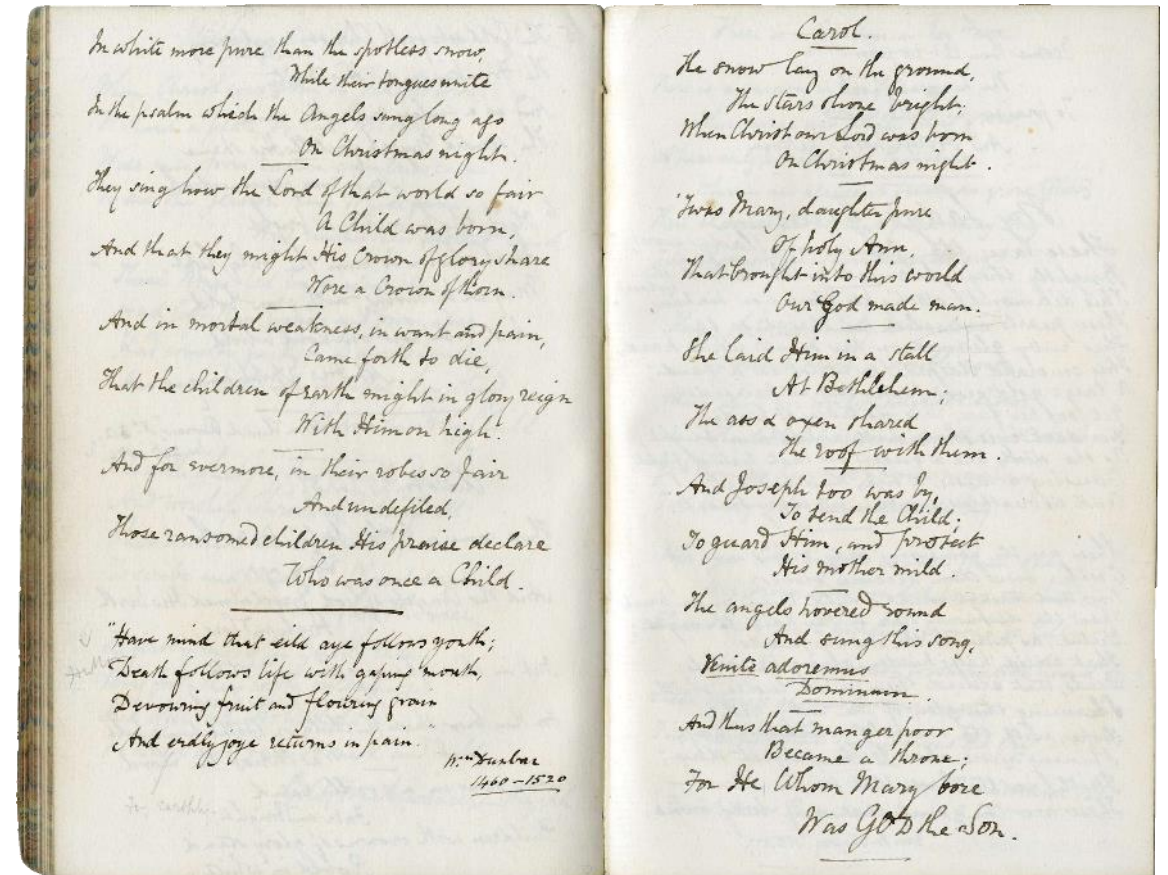 In white more pure than the spotless snow,
While their tongues unite
In the psalm which the Angels sung long ago
On Christmas night.
They sing how the Lord of that world so fair
A Child was born,
And that they might His Crown of glory share
Wore a Crown of thorn.
And in mortal weakness, in want and pain,
Came forth to die,
That the children of earth might in glory reign
With Him on high.
And for evermore, in their robes so fair
And undefiled,
Those ransomed children His praise declare
Who was once a Child.
"Have mind that eild aye follows youth;
Death follows life with gaping mouth,
Devouring fruit and flouring grain
And erdly joye returns in pain."
Wm Dunbar
1460-1520
Carol.
The snow lay on the ground,
The stars shone bright,
When Christ our Lord was born
On Christmas night.
'Twas Mary, daughter pure
Of holy Ann,
That brought into this world
Our God made man.
She laid Him in a stall
At Bethlehem;
The ass & oxen shared
The roof with them.
And Joseph too was by,
To tend the Child;
To guard Him, and protect
His mother mild.
The angels hovered round
And sung this song,
Venite adoremus
Dominum.
And thus that manger poor
Became a throne;
For He Whom Mary bore
Was GOD the Son.